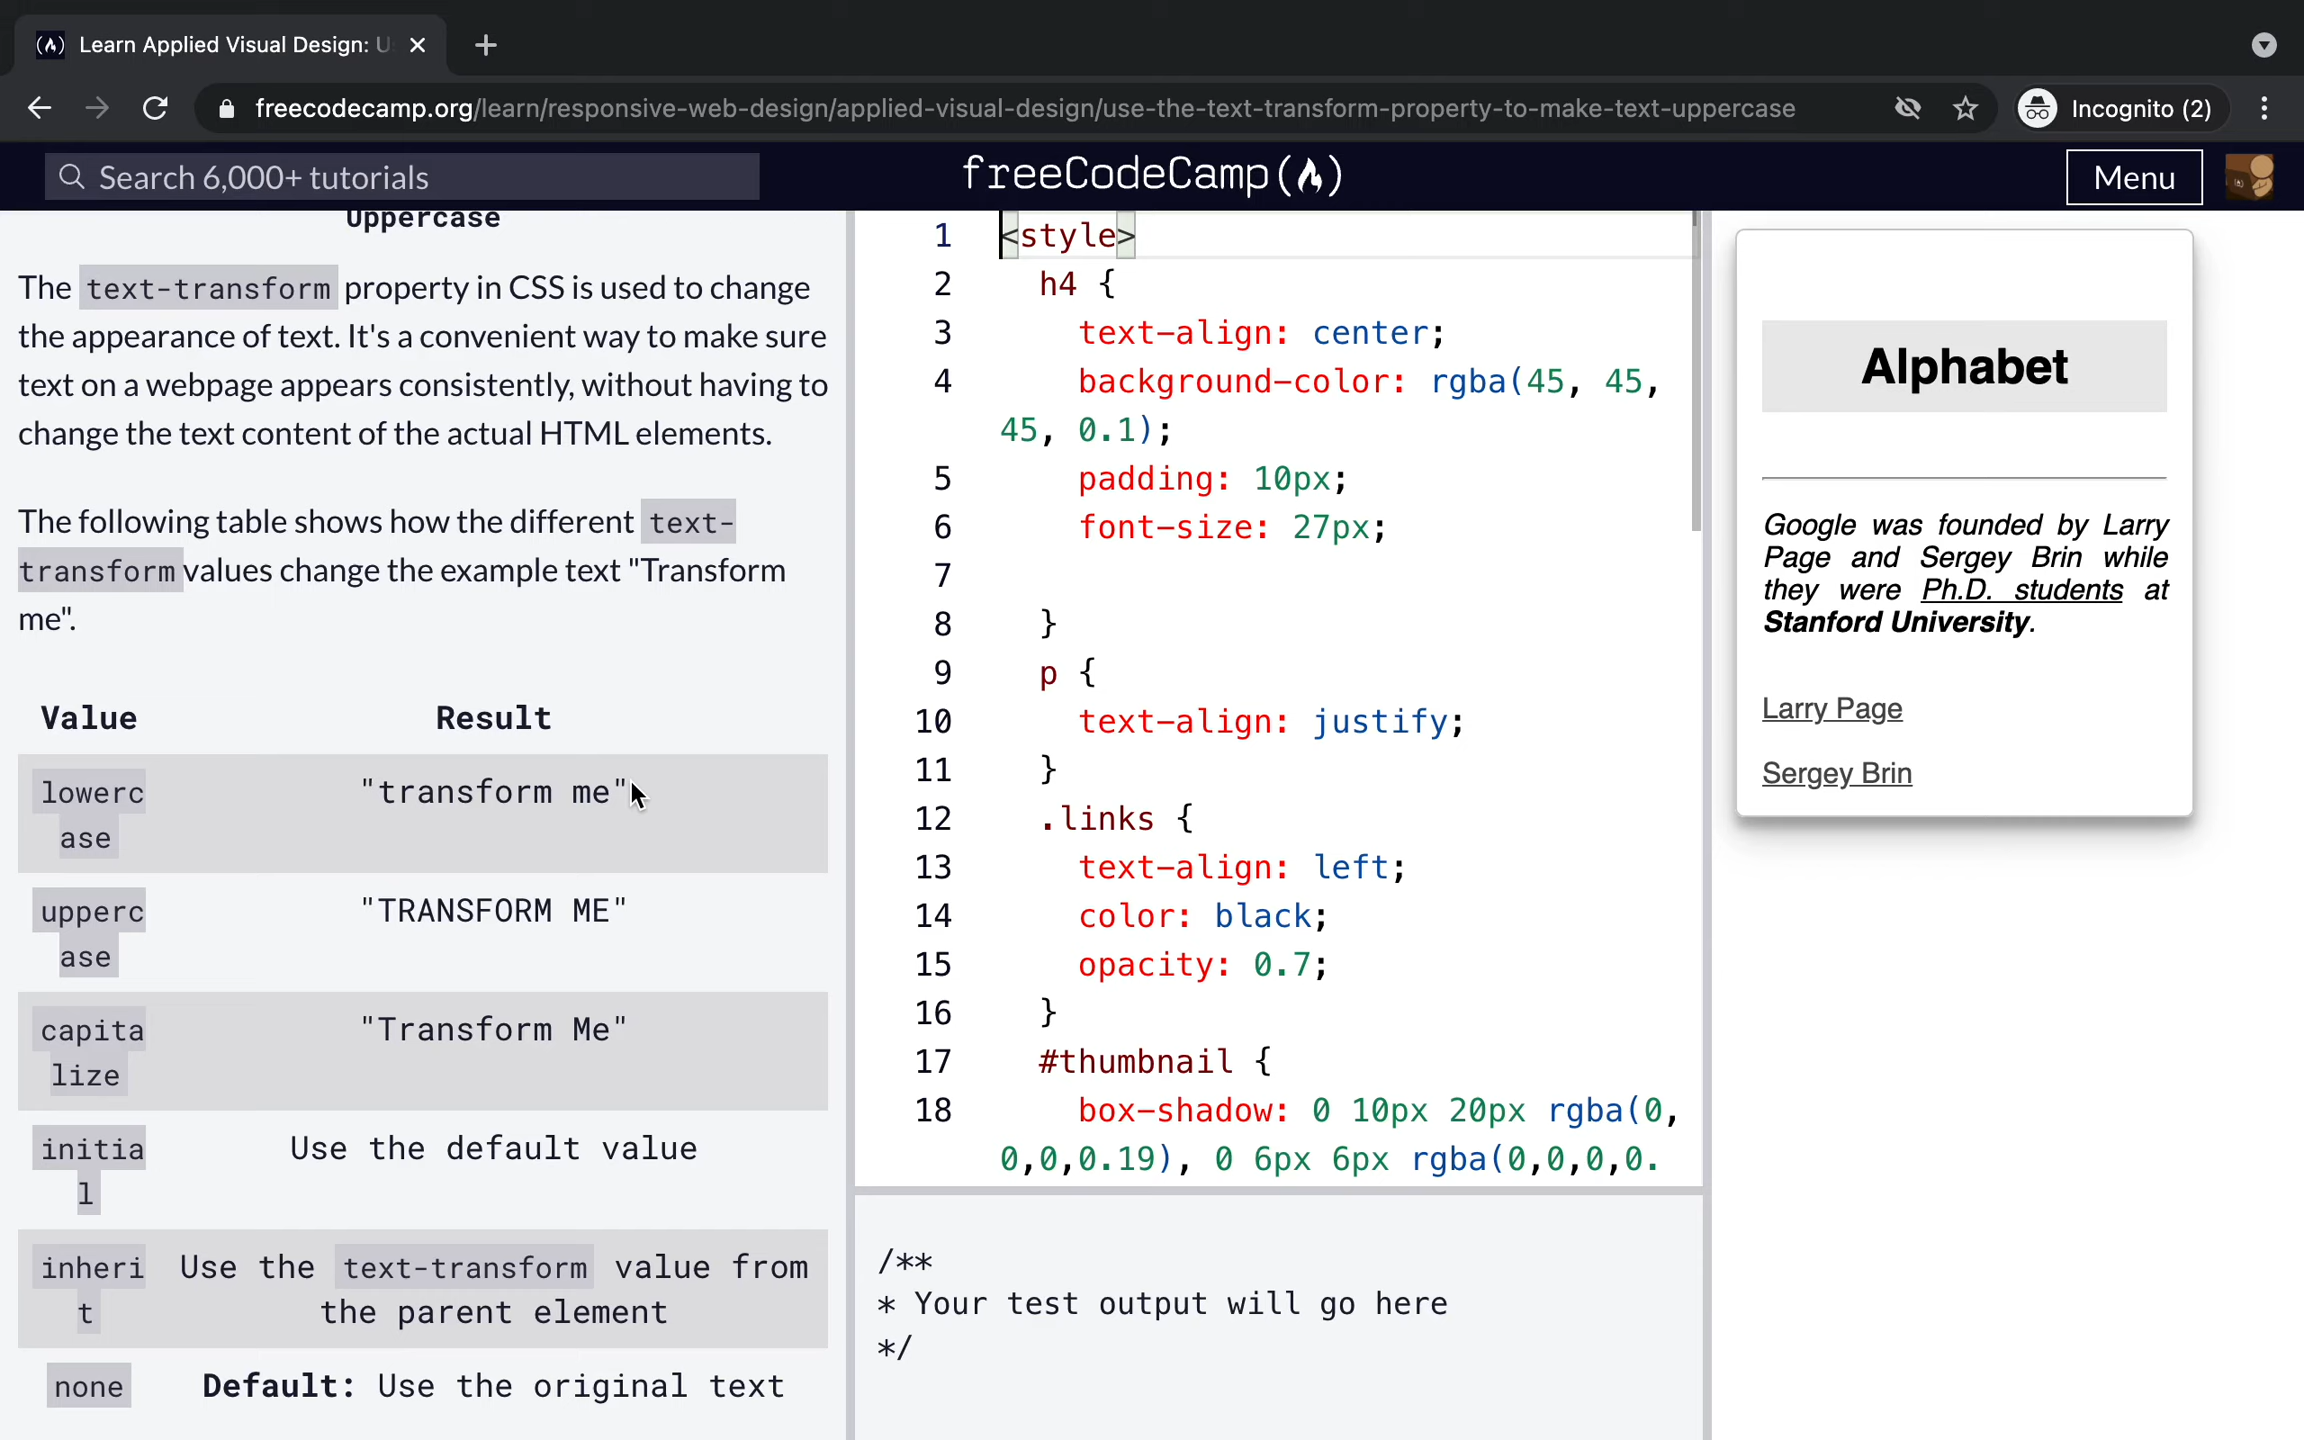 Learn Applied Visual Design: U
freecodecamp.org/learn/responsive-web-design/applied-visual-design/use-the-text-transform-property-to-make-text-uppercase
Incognito (2)
Search 6,000+ tutorials
freeCodeCamp
Menu
Uppercase
The text-transform property in CSS is used to change
the appearance of text. It's a convenient way to make sure
text on a webpage appears consistently, without having to
change the text content of the actual HTML elements.
The following table shows how the different text-
transform values change the example text "Transform
me".
Value Result
lowerc "transform me"
ase
upperc "TRANSFORM ME"
ase
capita "Transform Me"
lize
initia Use the default value
l
inheri Use the text-transform value from
t the parent element
none Default: Use the original text
1 <style>
2 h4 {
3 text-align: center;
4 background-color: rgba(45, 45,
45, 0.1);
5 padding: 10px;
6 font-size: 27px;
7
8 }
9 p {
10 text-align: justify;
11 }
12 .links {
13 text-align: left;
14 color: black;
15 opacity: 0.7;
16 }
17 #thumbnail {
18 box-shadow: 0 10px 20px rgba(0,
0,0,0.19), 0 6px 6px rgba(0,0,0,0.
/**
* Your test output will go here
*/
Alphabet
Google was founded by Larry
Page and Sergey Brin while
they were Ph.D. students at
Stanford University.
Larry Page
Sergey Brin